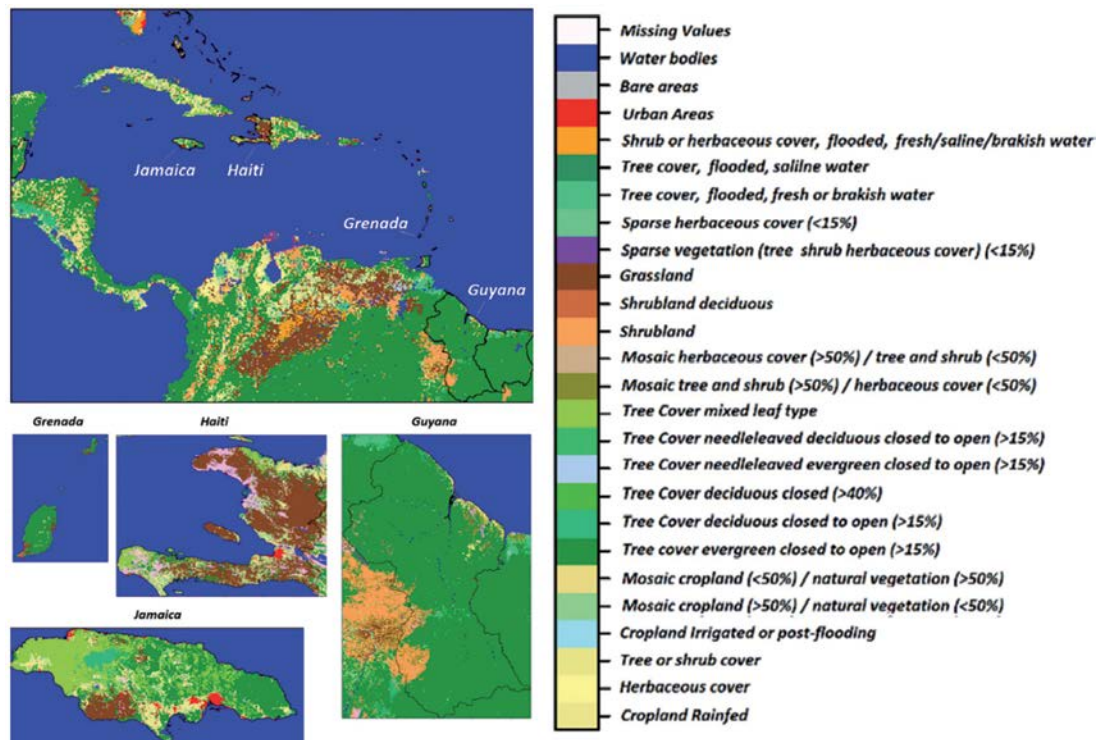 Jamaica
Haiti
Grenada
Guyana
Grenada
Haiti
Guyana
Jamaica
Missing Values
Water bodies
Bare areas
Urban Areas
Shrub or herbaceous cover, flooded, fresh/saline/brakish water
Tree cover, flooded, salilne water
Tree cover, flooded, fresh or brakish water
Sparse herbaceous cover (<15%)
Sparse vegetation (tree shrub herbaceous cover) (<15%)
Grassland
Shrubland deciduous
Shrubland
Mosaic herbaceous cover (>50%) / tree and shrub (<50%)
Mosaic tree and shrub (>50%) / herbaceous cover (<50%)
Tree Cover mixed leaf type
Tree Cover needleleaved deciduous closed to open (>15%)
Tree Cover needleleaved evergreen closed to open (>15%)
Tree Cover deciduous closed (>40%)
Tree Cover deciduous closed to open (>15%)
Tree cover evergreen closed to open (>15%)
Mosaic cropland (<50%) / natural vegetation (>50%)
Mosaic cropland (>50%) / natural vegetation (<50%)
Cropland Irrigated or post-flooding
Tree or shrub cover
Herbaceous cover
Cropland Rainfed